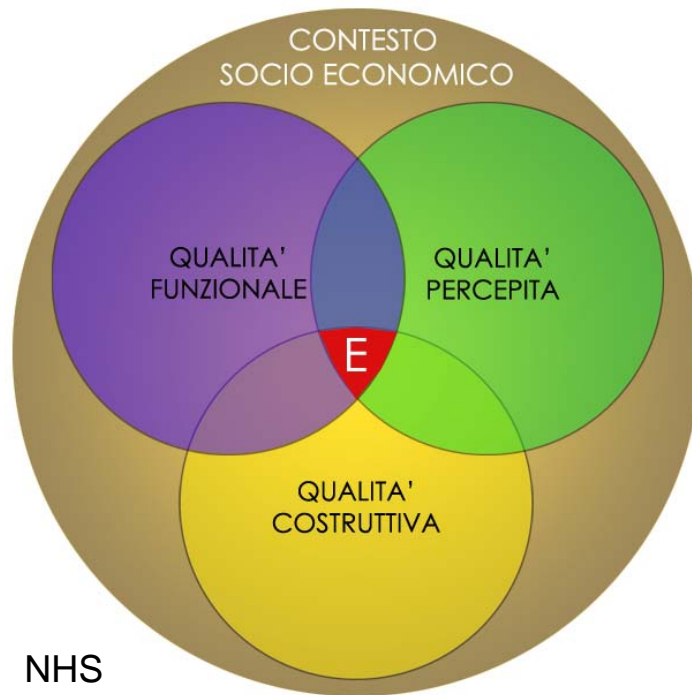 CONTESTO
SOCIO ECONOMICO
QUALITA'
FUNZIONALE
QUALITA'
PERCEPITA
E
QUALITA'
COSTRUTTIVA
NHS